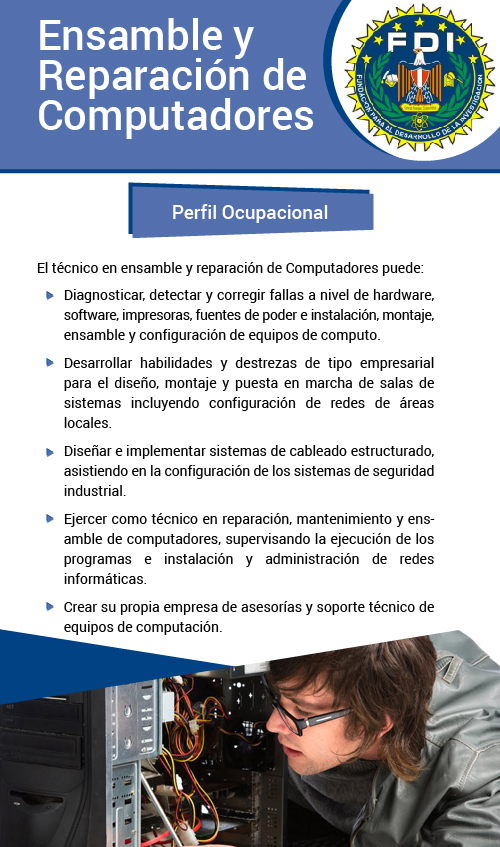 Ensamble y
Reparación de
Computadores
FDI
FUNDACION PARA EL DESARROLLO DE LA INVESTIGACION
Perfil Ocupacional
El técnico en ensamble y reparación de Computadores puede:
Diagnosticar, detectar y corregir fallas a nivel de hardware,
software, impresoras, fuentes de poder e instalación, montaje,
ensamble y configuración de equipos de computo.
Desarrollar habilidades y destrezas de tipo empresarial
para el diseño, montaje y puesta en marcha de salas de
sistemas incluyendo configuración de redes de áreas
locales.
Diseñar e implementar sistemas de cableado estructurado,
asistiendo en la configuración de los sistemas de seguridad
industrial.
Ejercer como técnico en reparación, mantenimiento y ens-
amble de computadores, supervisando la ejecución de los
programas e instalación y administración de redes
informáticas.
Crear su propia empresa de asesorías y soporte técnico de
equipos de computación.